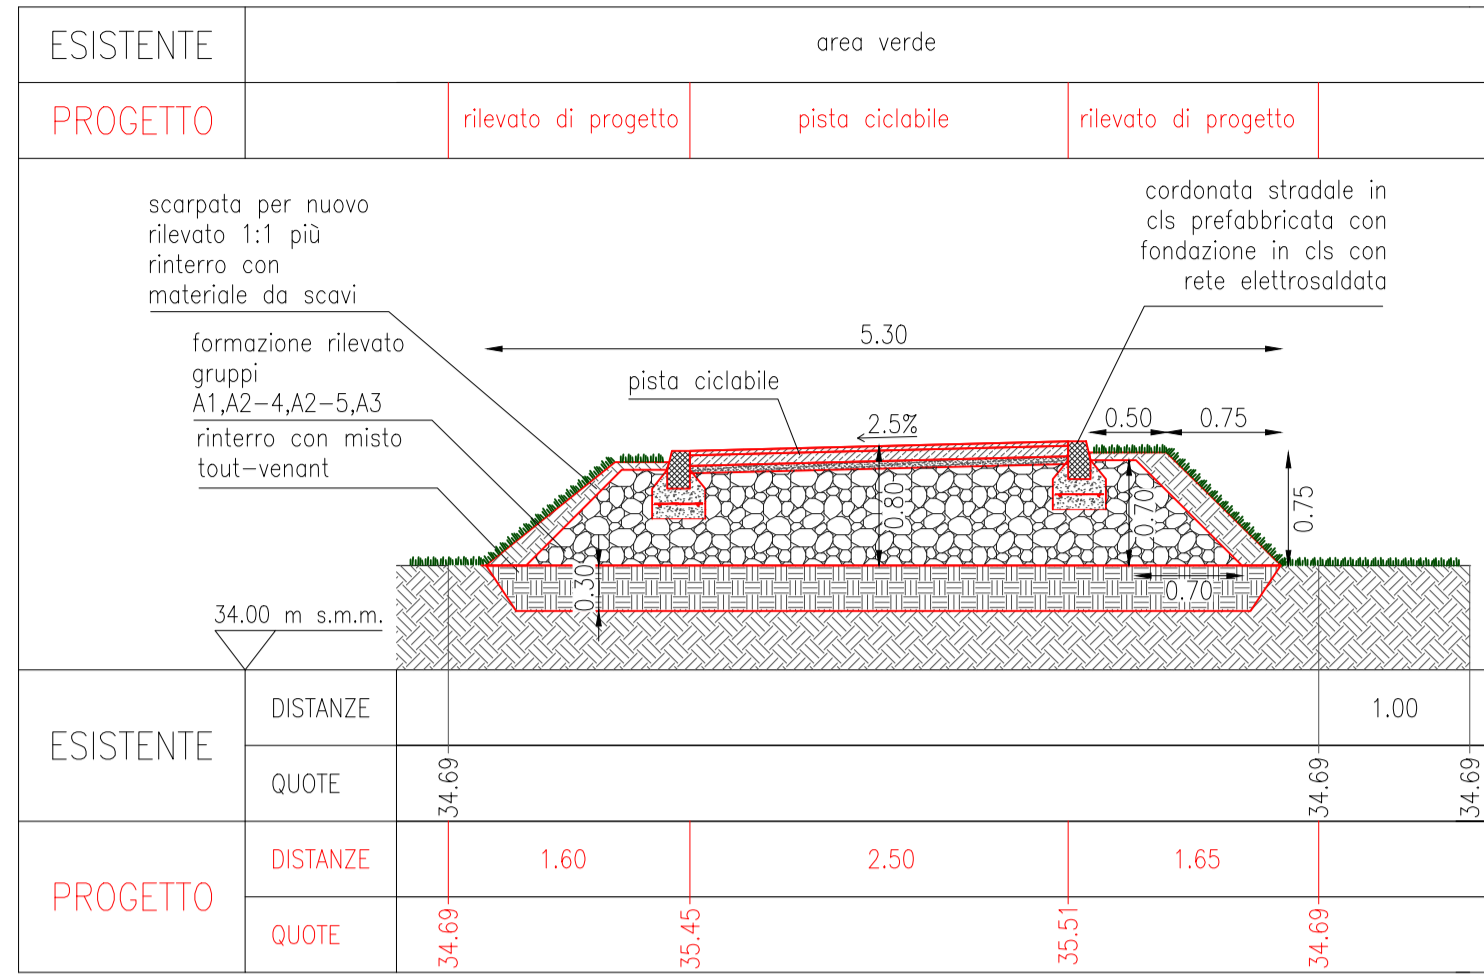 ESISTENTE
area verde
PROGETTO
rilevato di progetto
pista ciclabile
rilevato di progetto
scarpata per nuovo
rilevato 1:1 più
rinterro con
materiale da scavi
cordonata stradale in
cls prefabbricata con
fondazione in cls con
rete elettrosaldata
formazione rilevato
gruppi
A1,A2-4,A2-5,A3
rinterro con misto
tout-venant
5.30
pista ciclabile
2.5%
0.50
0.75
0.75
0.80
0.70
0.70
0.30
34.00 m s.m.m.
ESISTENTE
DISTANZE
1.00
QUOTE
34.69
34.69
34.69
PROGETTO
DISTANZE
1.60
2.50
1.65
QUOTE
34.69
35.45
35.51
34.69